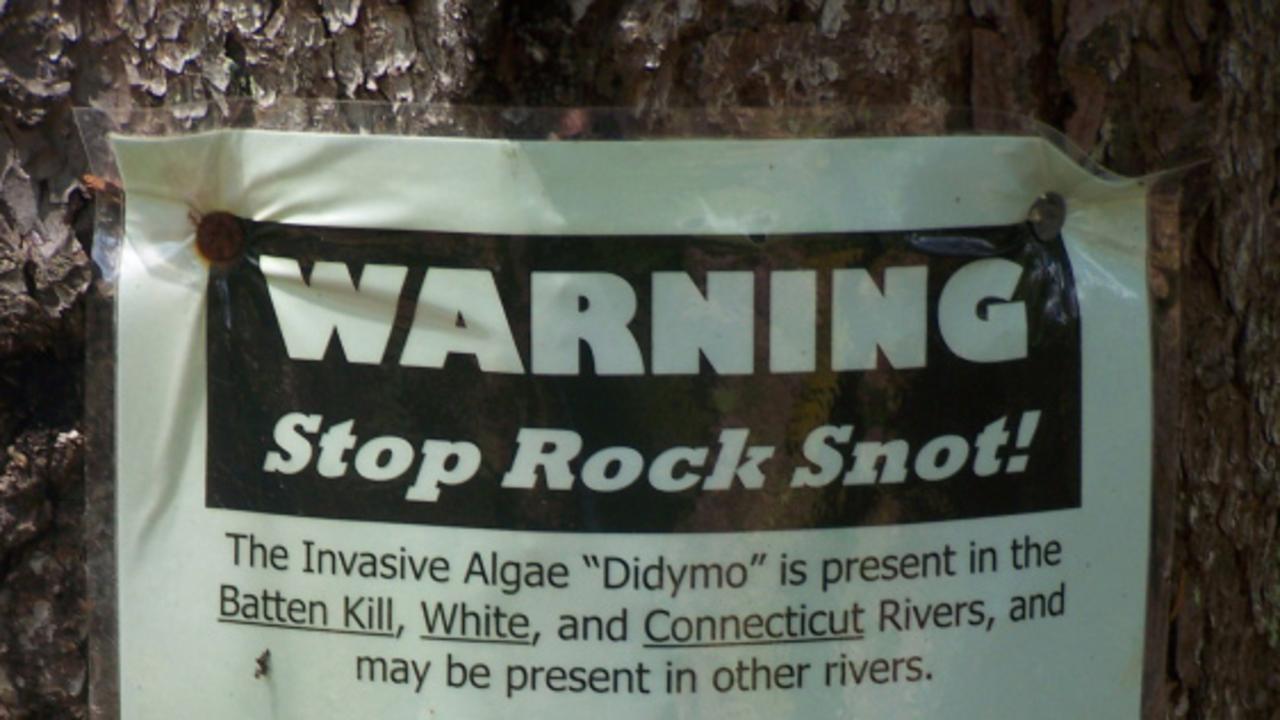 WARNING
Stop Rock Snot!
The Invasive Algae “Didymo” is present in the
Batten Kill, White, and Connecticut Rivers, and
may be present in other rivers.